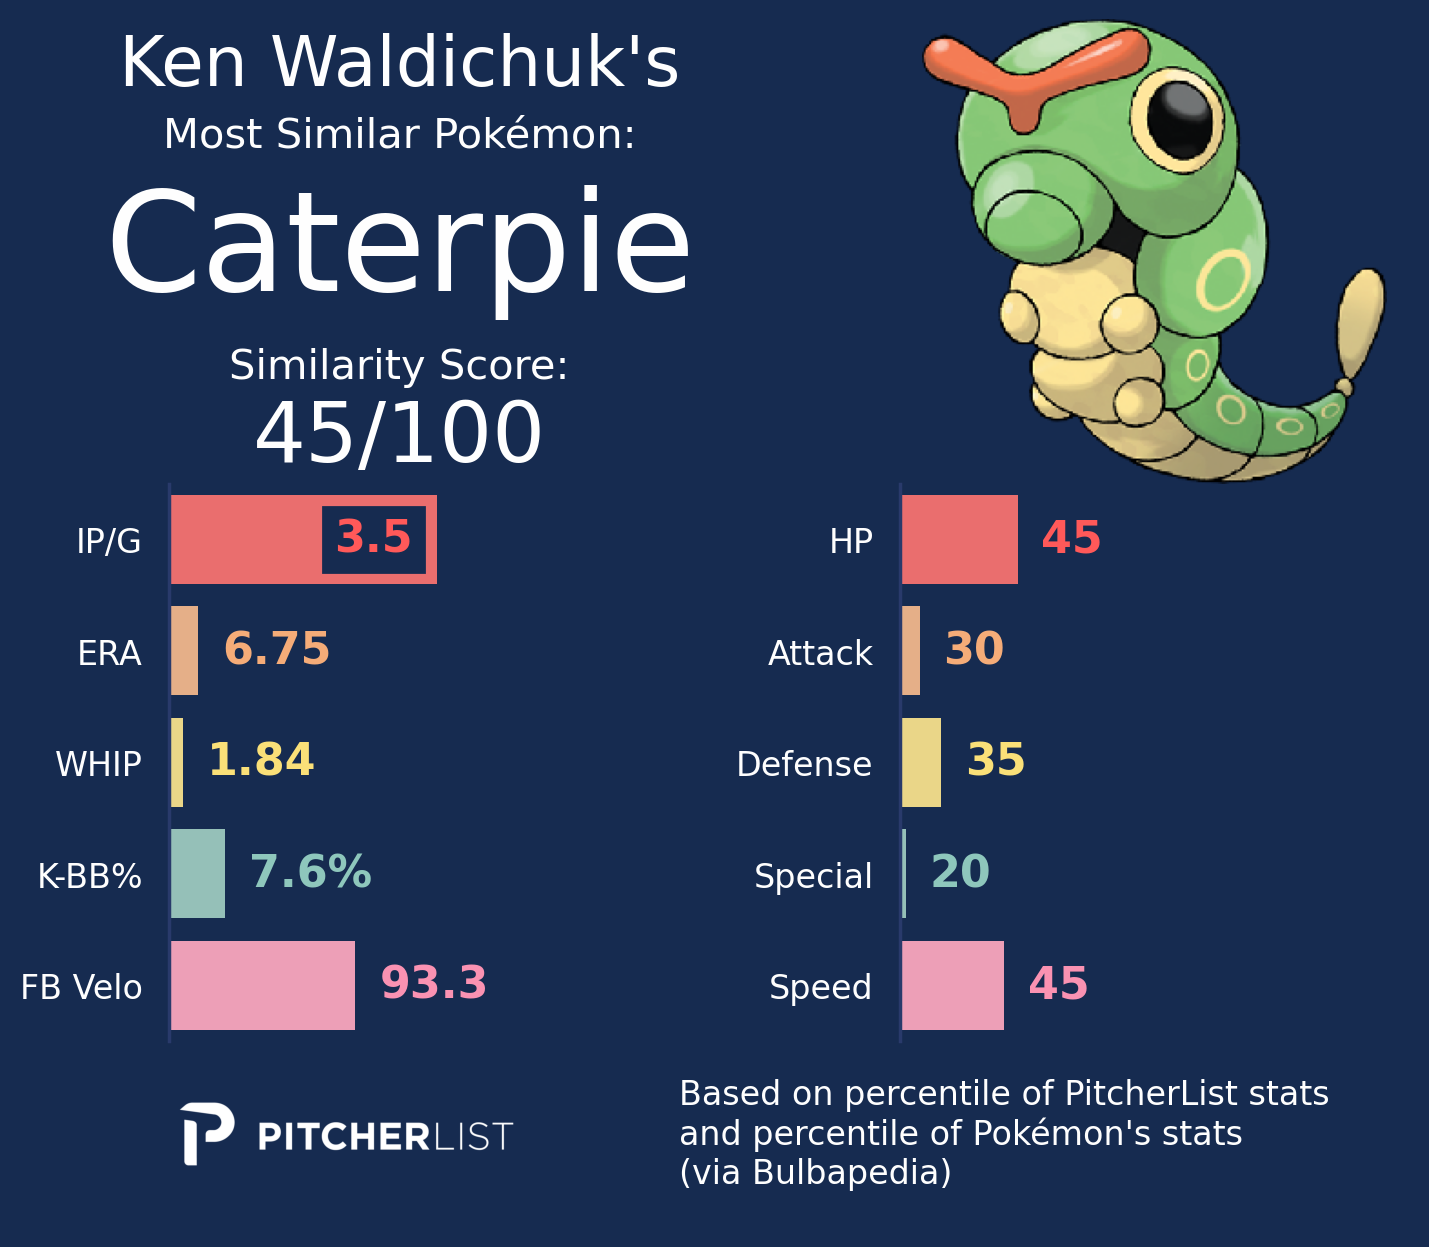 Ken Waldichuk's
Most Similar Pokémon:
Caterpie
Similarity Score:
45/100
IP/G 3.5
ERA 6.75
WHIP 1.84
K-BB% 7.6%
FB Velo 93.3
HP 45
Attack 30
Defense 35
Special 20
Speed 45
PITCHERLIST
Based on percentile of PitcherList stats
and percentile of Pokémon's stats
(via Bulbapedia)